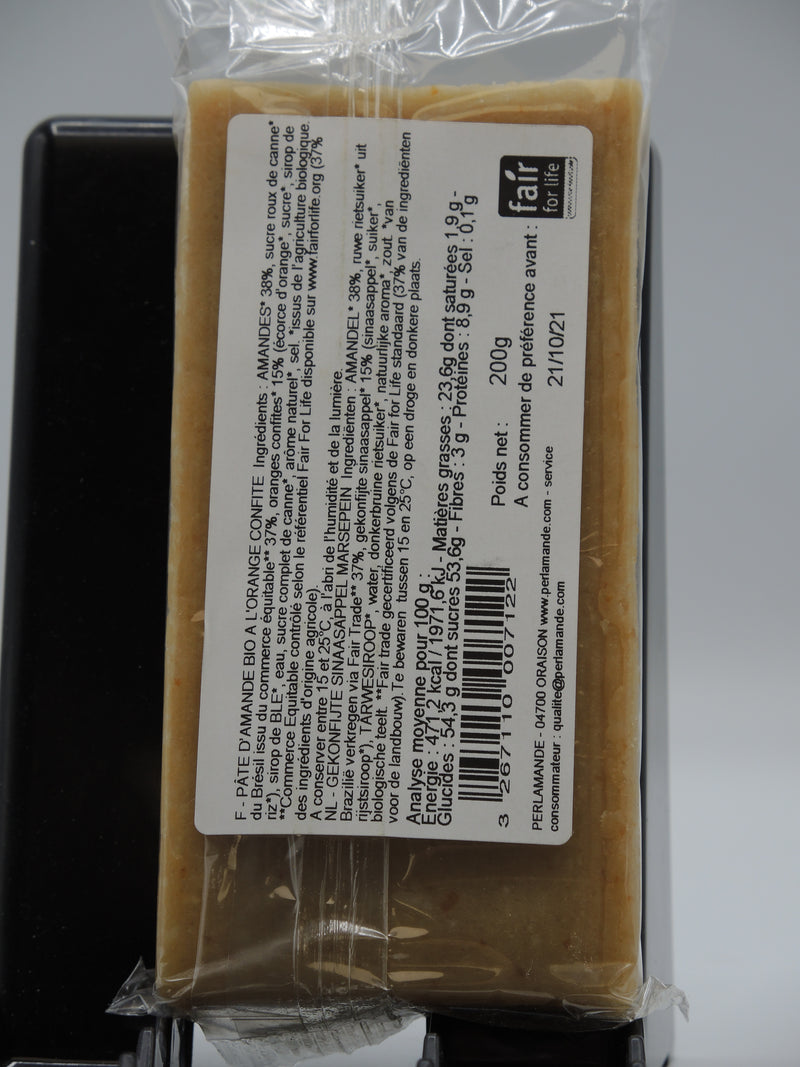 F - PÂTE D'AMANDE BIO A L'ORANGE CONFITE Ingrédients : AMANDES* 38%, sucre roux de canne*
du Brésil issu du commerce équitable** 37%, oranges confites* 15% (écorce d'orange*, sucre*, sirop de
riz*), sirop de BLE*, eau, sucre complet de canne*, arôme naturel*, sel. *issus de l'agriculture biologique.
**Commerce Equitable contrôlé selon le référentiel Fair For Life disponible sur www.fairforlife.org (37%
des ingrédients d'origine agricole).
A conserver entre 15 et 25°C, à l'abri de l'humidité et de la lumière.
NL - GEKONFIJTE SINAASAPPEL MARSEPEIN Ingrediënten : AMANDEL* 38%, ruwe rietsuiker* uit
Brazilië verkregen via Fair Trade** 37%, gekonfijte sinaasappel* 15% (sinaasappel*, suiker*,
rijstsiroop*), TARWESIROOP*, water, donkerbruine rietsuiker*, natuurlijke aroma*, zout. *van
biologische teelt. **Fair trade gecertificeerd volgens de Fair for Life standaard (37% van de ingrediënten
voor de landbouw).Te bewaren tussen 15 en 25°C, op een droge en donkere plaats.
Analyse moyenne pour 100 g :
Energie : 471,2 kcal / 1971,6 kJ - Matières grasses : 23,6g dont saturées 1,9 g -
Glucides : 54,3 g dont sucres 53,6g - Fibres : 3 g - Protéines : 8,9 g - Sel : 0,1g
3 267110 007122
Poids net : 200g
A consommer de préférence avant :
21/10/21
fair
for life
PERLAMANDE - 04700 ORAISON www.perlamande.com - service
consommateur : qualite@perlamande.com